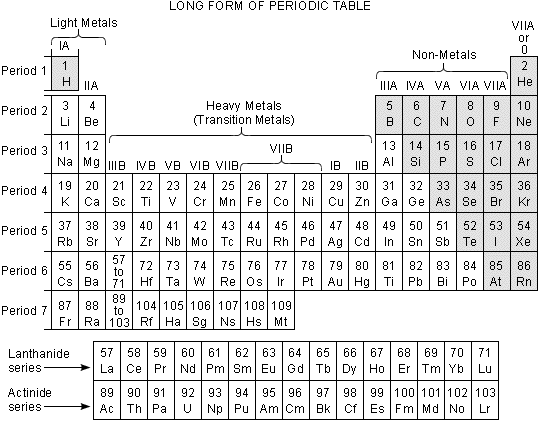 LONG FORM OF PERIODIC TABLE
Light Metals
IA
VIIA
or
0
Non-Metals
Period 1
1
H
2
He
IIA
IIIA IVA VA VIA VIIA
Period 2
3 4 5 6 7 8 9 10
Li Be B C N O F Ne
Heavy Metals
(Transition Metals)
VIIB
IIIB IVB VB VIB VIIB IB IIB
Period 3
11 12 13 14 15 16 17 18
Na Mg Al Si P S Cl Ar
Period 4
19 20 21 22 23 24 25 26 27 28 29 30 31 32 33 34 35 36
K Ca Sc Ti V Cr Mn Fe Co Ni Cu Zn Ga Ge As Se Br Kr
Period 5
37 38 39 40 41 42 43 44 45 46 47 48 49 50 51 52 53 54
Rb Sr Y Zr Nb Mo Tc Ru Rh Pd Ag Cd In Sn Sb Te I Xe
Period 6
55 56 57 to 71 72 73 74 75 76 77 78 79 80 81 82 83 84 85 86
Cs Ba Hf Ta W Re Os Ir Pt Au Hg Ti Pb Bi Po At Rn
Period 7
87 88 89 to 103 104 105 106 107 108 109
Fr Ra Rf Ha Sg Ns Hs Mt
Lanthanide
series
57 58 59 60 61 62 63 64 65 66 67 68 69 70 71
La Ce Pr Nd Pm Sm Eu Gd Tb Dy Ho Er Tm Yb Lu
Actinide
series
89 90 91 92 93 94 95 96 97 98 99 100 101 102 103
Ac Th Pa U Np Pu Am Cm Bk Cf Es Fm Md No Lr